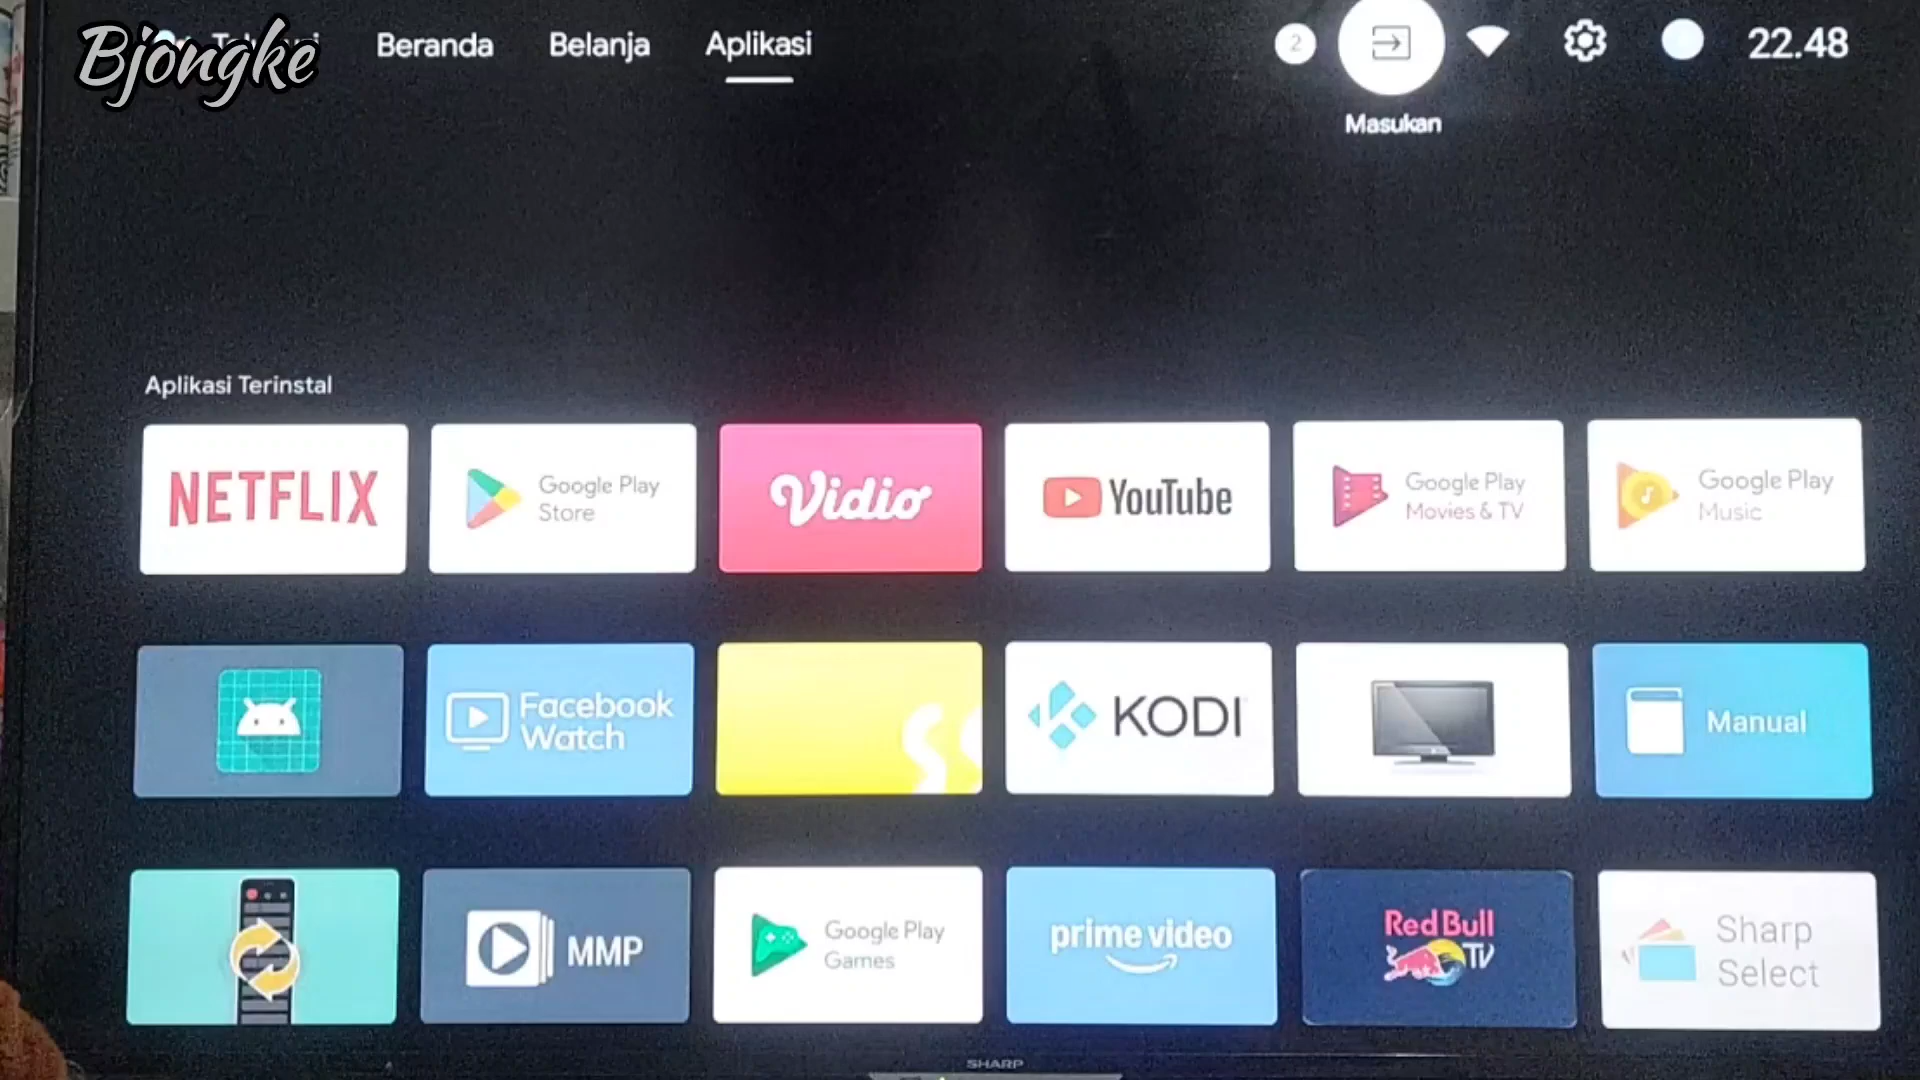 Bjongke
Beranda
Belanja
Aplikasi
2
22.48
Masukan
Aplikasi Terinstal
NETFLIX
Google Play
Store
Vidio
YouTube
Google Play
Movies & TV
Google Play
Music
Facebook
Watch
KODI
Manual
MMP
Google Play
Games
prime video
Red Bull
TV
Sharp
Select
SHARP